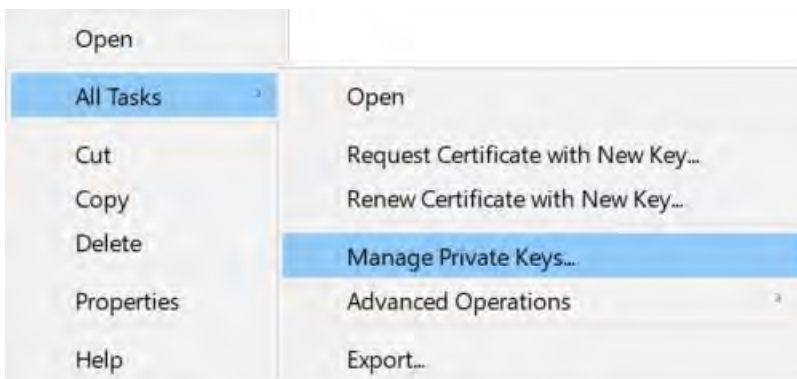 Open
All Tasks
Cut
Copy
Delete
Properties
Help
Open
Request Certificate with New Key...
Renew Certificate with New Key...
Manage Private Keys...
Advanced Operations
Export...